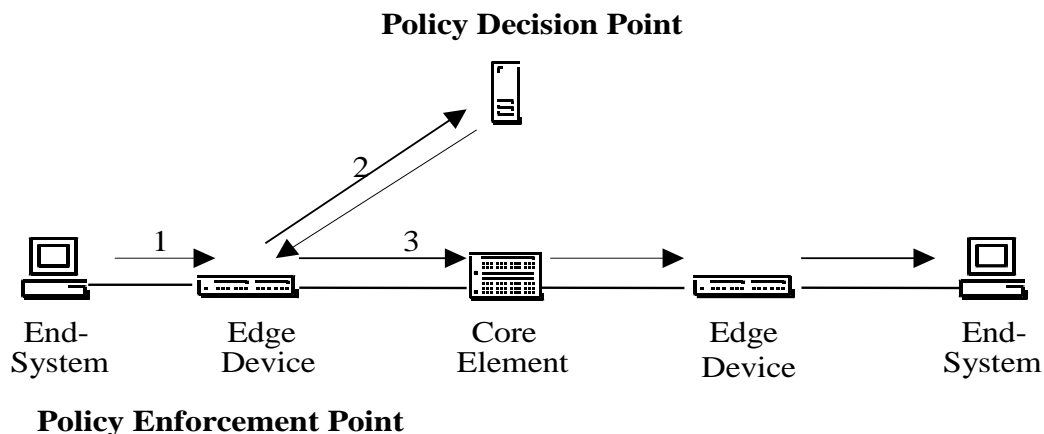 Policy Decision Point
2
1
3
End-
System
Edge
Device
Core
Element
Edge
Device
End-
System
Policy Enforcement Point